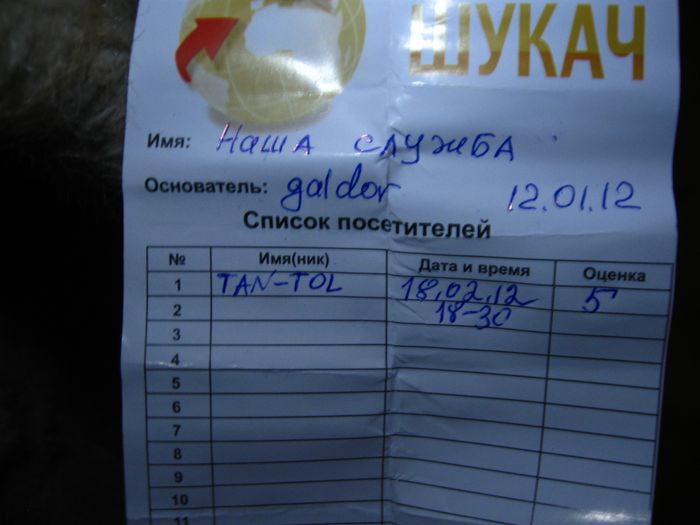 ШУКАЧ
Имя: Наша служба
Основатель: galdor 12.01.12
Список посетителей
№ Имя(ник) Дата и время Оценка
1 TAN-TOL 18.02.12 5
2 18-30
3
4
5
6
7
8
9
10
11